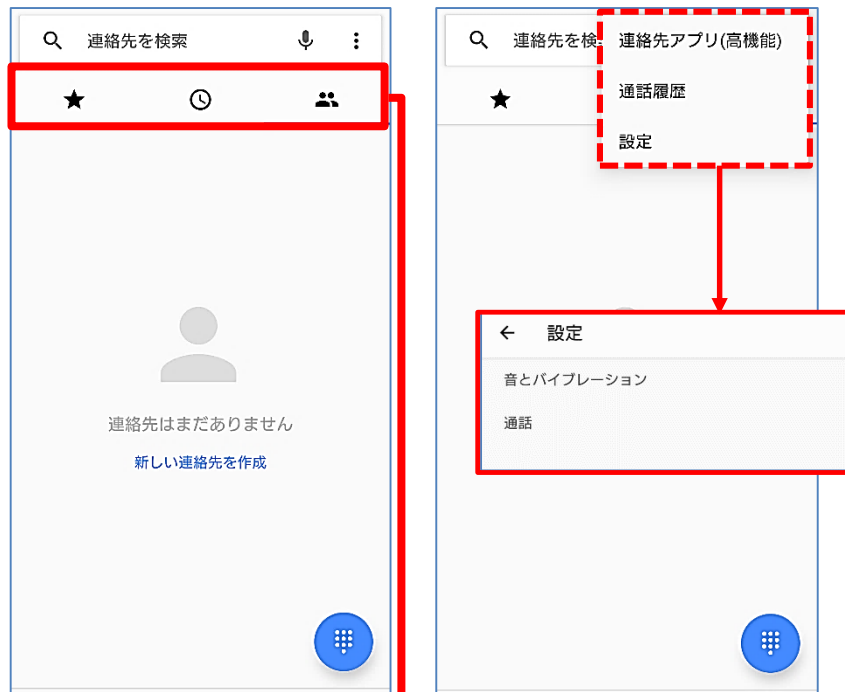 連絡先を検索
連絡先はまだありません
新しい連絡先を作成
連絡先を検
連絡先アプリ(高機能)
通話履歴
設定
設定
音とバイブレーション
通話